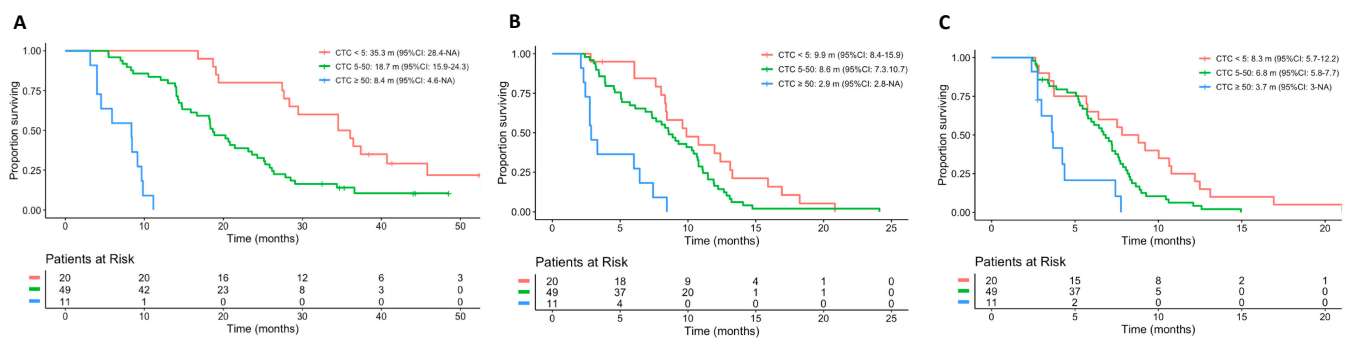 A
months
CTC < 5: 35.3 m (95%CI: 28.4-NA)
CTC 5-50: 18.7 m (95%CI: 15.9-24.3)
CTC ≥ 50: 8.4 m (95%CI: 4.6-NA)
Proportion surviving
1.00
0.75
0.50
0.25
0.00
0 10 20 30 40 50
Time (months)
Patients at Risk
20 20 16 12 6 3
49 42 23 8 3 0
11 1 0 0 0 0
0 10 20 30 40 50
Time (months)
B
months
CTC < 5: 9.9 m (95%CI: 8.4-15.9)
CTC 5-50: 8.6 m (95%CI: 7.3.10.7)
CTC ≥ 50: 2.9 m (95%CI: 2.8-NA)
Proportion surviving
1.00
0.75
0.50
0.25
0.00
0 5 10 15 20 25
Time (months)
Patients at Risk
20 18 9 4 1 0
49 37 20 1 1 0
11 4 0 0 0 0
0 5 10 15 20 25
Time (months)
C
months
CTC < 5: 8.3 m (95%CI: 5.7-12.2)
CTC 5-50: 6.8 m (95%CI: 5.8-7.7)
CTC ≥ 50: 3.7 m (95%CI: 3-NA)
Proportion surviving
1.00
0.75
0.50
0.25
0.00
0 5 10 15 20
Time (months)
Patients at Risk
20 15 8 2 1
49 37 5 0 0
11 2 0 0 0
0 5 10 15 20
Time (months)